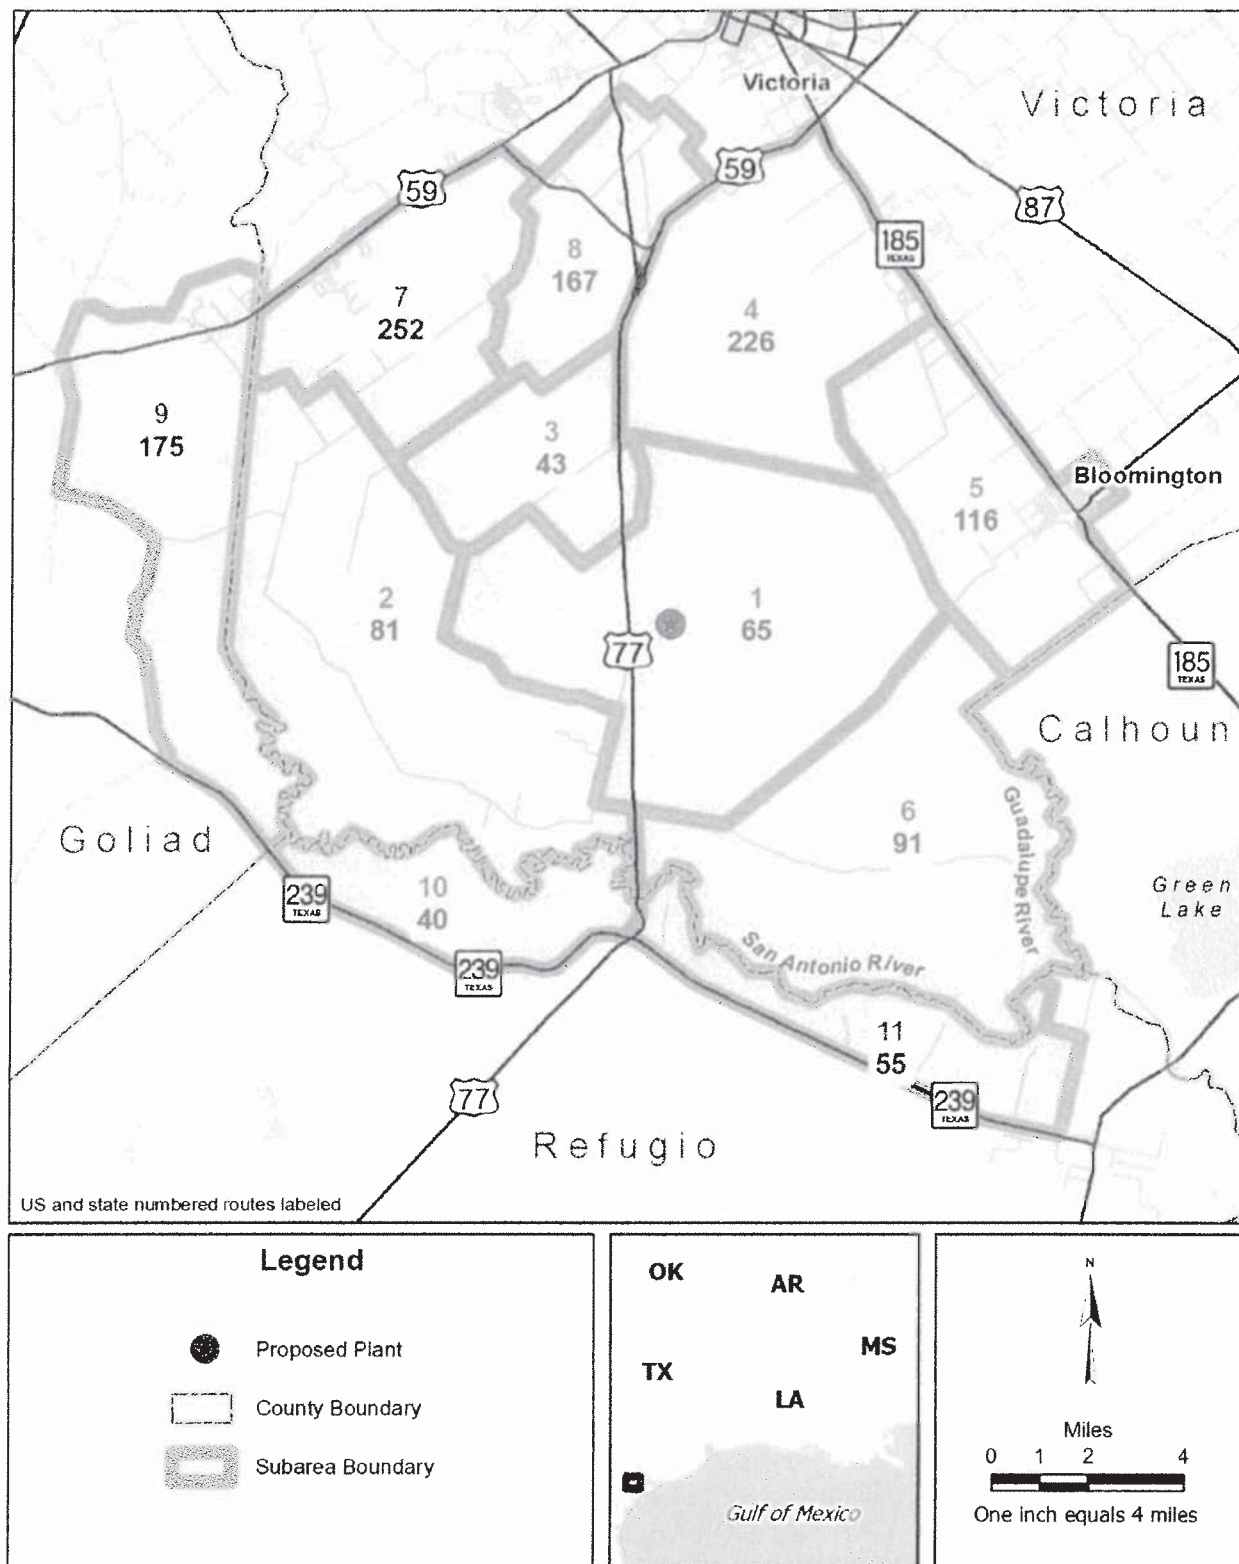 Victoria
Victoria
59
59
87
185
TEXAS
8
167
7
252
4
226
9
175
3
43
Bloomington
5
116
2
81
1
65
77
185
TEXAS
Calhoun
Guadalupe River
6
91
Goliad
10
40
239
TEXAS
Green
Lake
239
TEXAS
San Antonio River
11
55
77
239
TEXAS
Refugio
US and state numbered routes labeled
Legend
Proposed Plant
County Boundary
Subarea Boundary
OK
AR
MS
TX
LA
Gulf of Mexico
N
Miles
0 1 2 4
One inch equals 4 miles